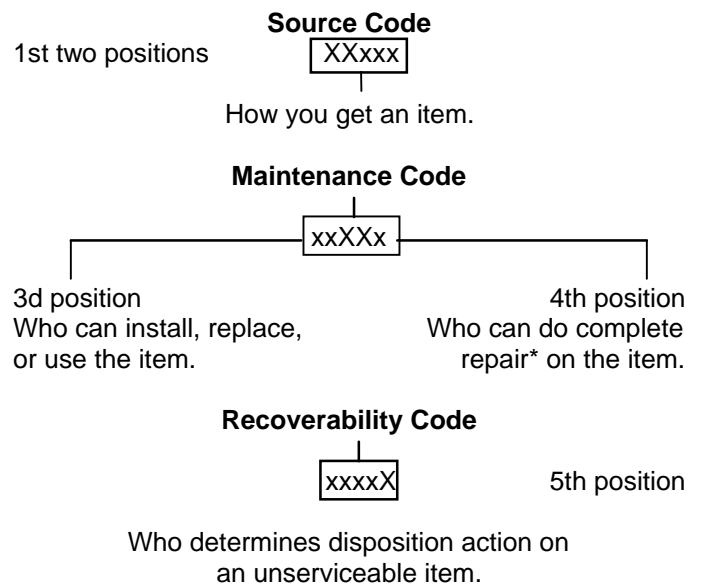 Source Code
1st two positions XXxxx
How you get an item.
Maintenance Code
xxXXx
3d position 4th position
Who can install, replace, Who can do complete
or use the item. repair* on the item.
Recoverability Code
xxxxX 5th position
Who determines disposition action on
an unserviceable item.